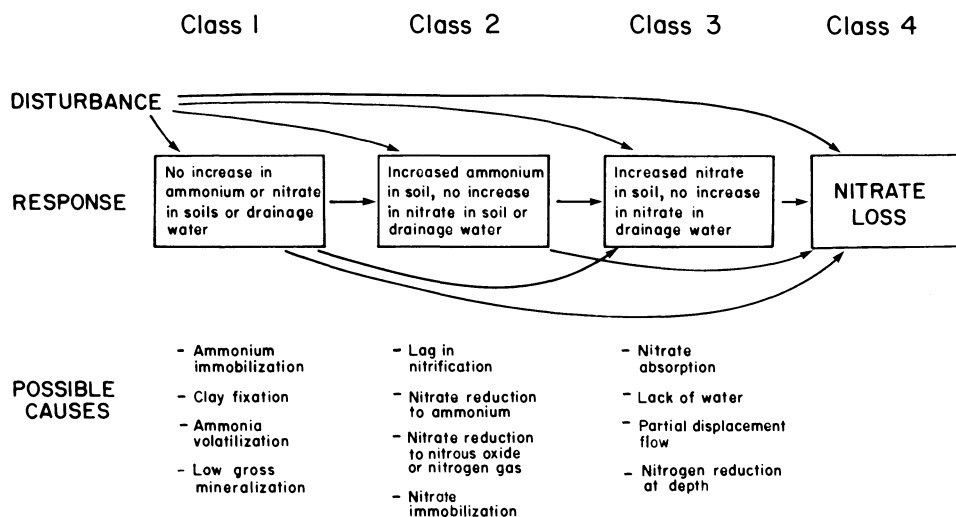 Class 1
Class 2
Class 3
Class 4
DISTURBANCE
RESPONSE
No increase in
ammonium or nitrate
in soils or drainage
water
Increased ammonium
in soil, no increase
in nitrate in soil or
drainage water
Increased nitrate
in soil, no increase
in nitrate in
drainage water
NITRATE
LOSS
POSSIBLE
CAUSES
- Ammonium
immobilization
- Clay fixation
- Ammonia
volatilization
- Low gross
mineralization
- Lag in
nitrification
- Nitrate reduction
to ammonium
- Nitrate reduction
to nitrous oxide
or nitrogen gas
- Nitrate
immobilization
- Nitrate
absorption
- Lack of water
- Partial displacement
flow
- Nitrogen reduction
at depth